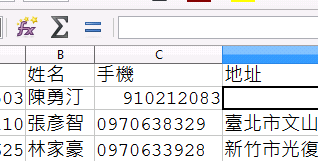 fx Σ =
B C
姓名 手機 地址
03 陳勇汀 910212083
10 張彥智 0970638329 臺北市文山
25 林家豪 0970633928 新竹市光復